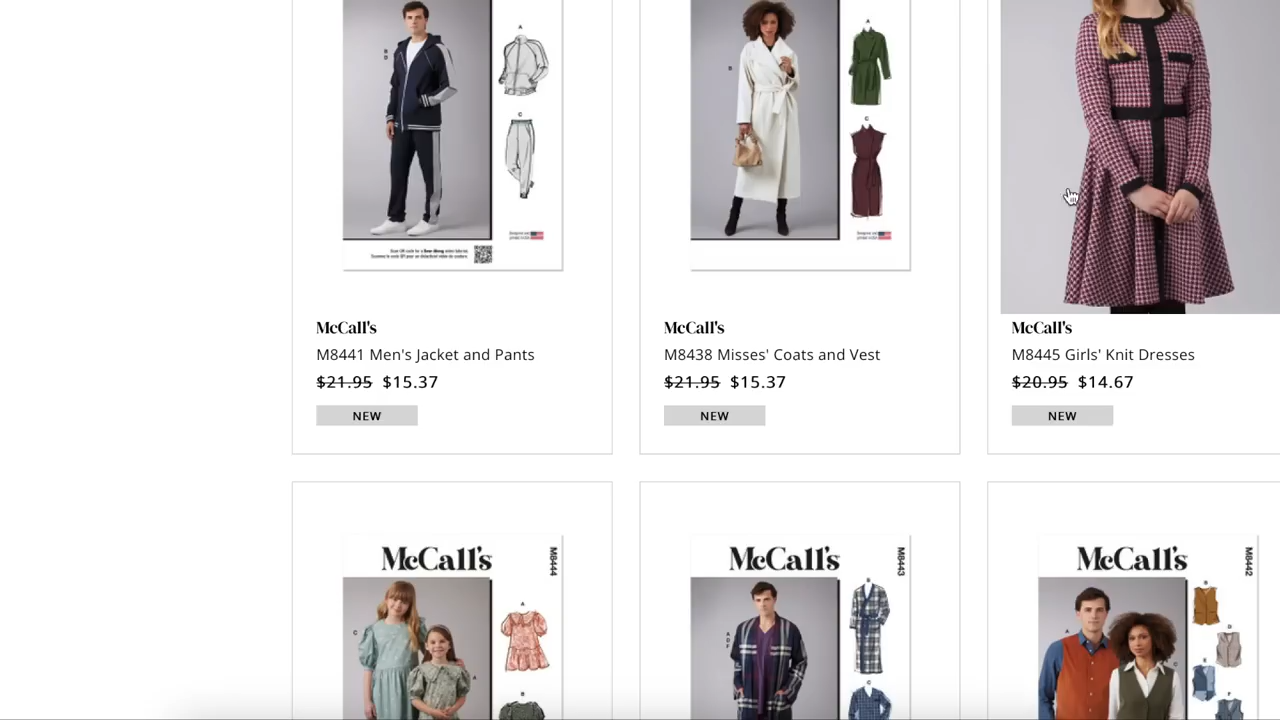 A
C
A
B
C
McCall's
M8441 Men's Jacket and Pants
$21.95 $15.37
NEW
McCall's
M8438 Misses' Coats and Vest
$21.95 $15.37
NEW
McCall's
M8445 Girls' Knit Dresses
$20.95 $14.67
NEW
McCall's
M8444
C
A
A
B
McCall's
M8443
B
C
McCall's
M8442
A
C
B
D
E
F